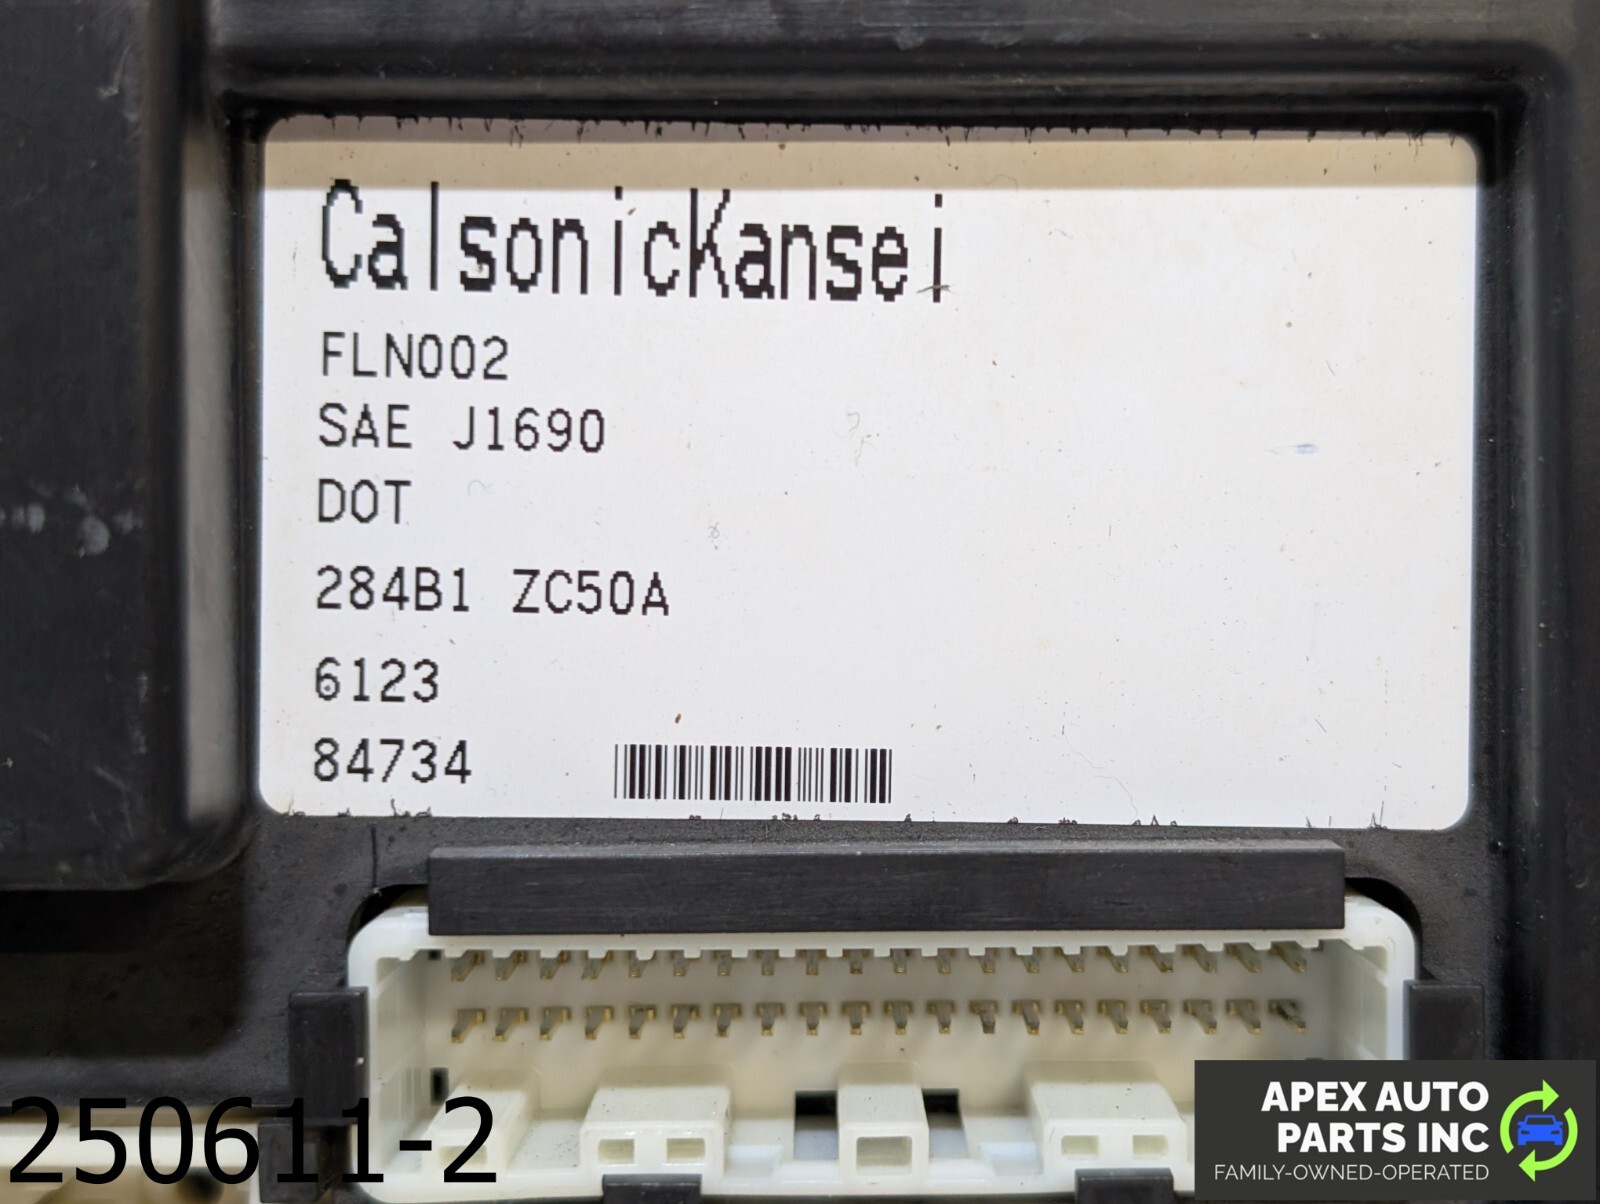 CalsonicKansei
FLN002
SAE J1690
DOT
284B1 ZC50A
6123
84734
250611-2
APEX AUTO
PARTS INC
FAMILY-OWNED-OPERATED